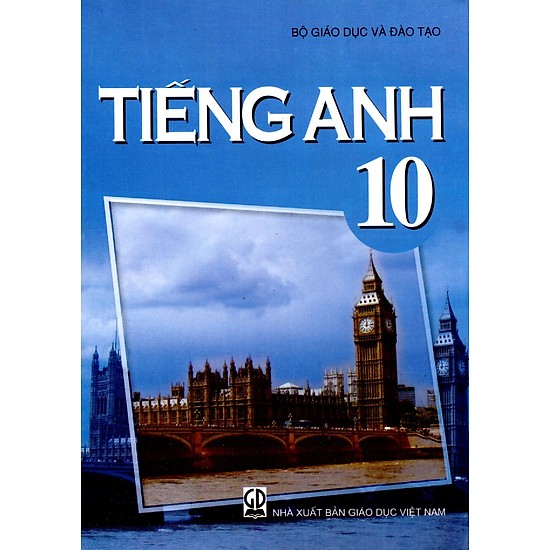 BỘ GIÁO DỤC VÀ ĐÀO TẠO
TIẾNG ANH
10
GD
NHÀ XUẤT BẢN GIÁO DỤC VIỆT NAM